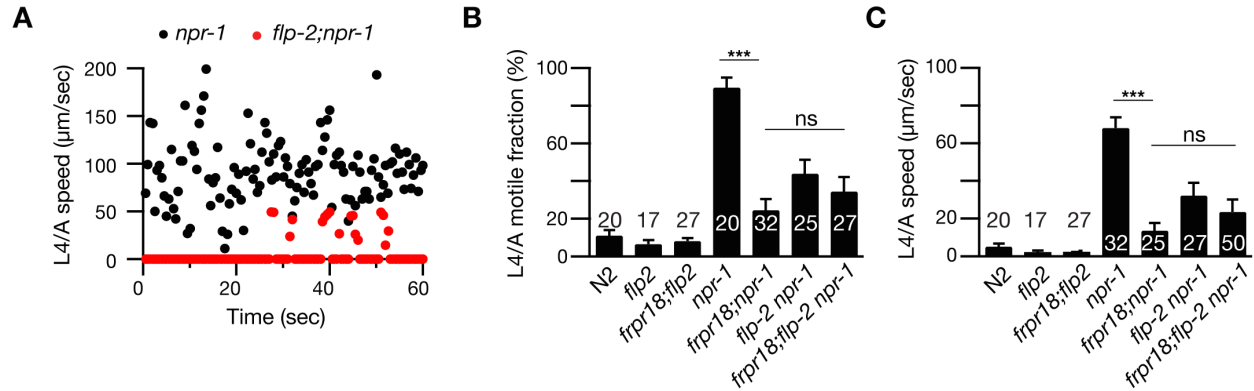 A
npr-1
flp-2;npr-1
L4/A speed (μm/sec)
200
150
100
50
0
0
20
40
60
Time (sec)
B
L4/A motile fraction (%)
100
60
20
0
***
ns
20
17
27
20
32
25
27
N2
flp2
frpr18;flp2
npr-1
frpr18;npr-1
flp-2 npr-1
frpr18;flp-2 npr-1
C
L4/A speed (μm/sec)
100
60
20
0
***
ns
20
17
27
32
25
27
50
N2
flp2
frpr18;flp2
npr-1
frpr18;npr-1
flp-2 npr-1
frpr18;flp-2 npr-1